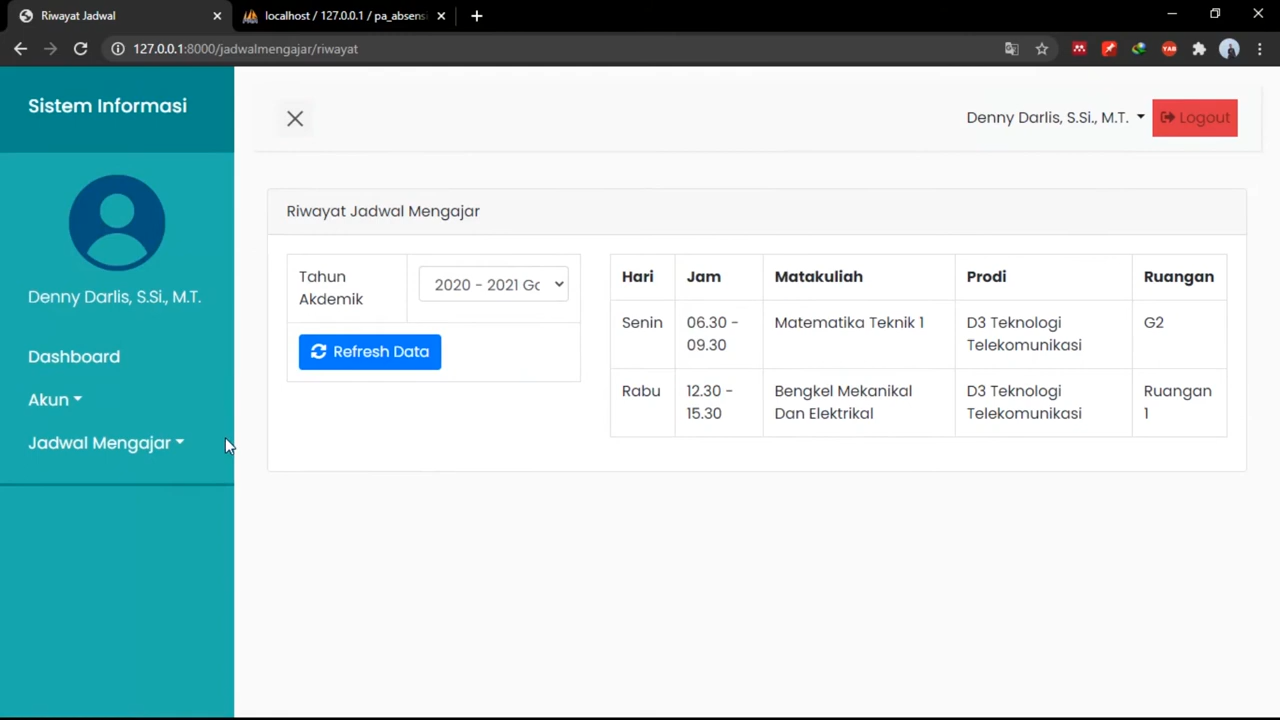 Riwayat Jadwal
localhost / 127.0.0.1 / pa_absens
127.0.0.1:8000/jadwalmengajar/riwayat
YAB
Sistem Informasi
Denny Darlis, S.Si., M.T.
Logout
Denny Darlis, S.Si., M.T.
Dashboard
Akun
Jadwal Mengajar
Riwayat Jadwal Mengajar
Tahun
Akdemik
2020 - 2021 Gc
Refresh Data
Hari Jam Matakuliah Prodi Ruangan
Senin 06.30 - Matematika Teknik 1 D3 Teknologi G2
09.30 Telekomunikasi
Rabu 12.30 - Bengkel Mekanikal D3 Teknologi Ruangan
15.30 Dan Elektrikal Telekomunikasi 1